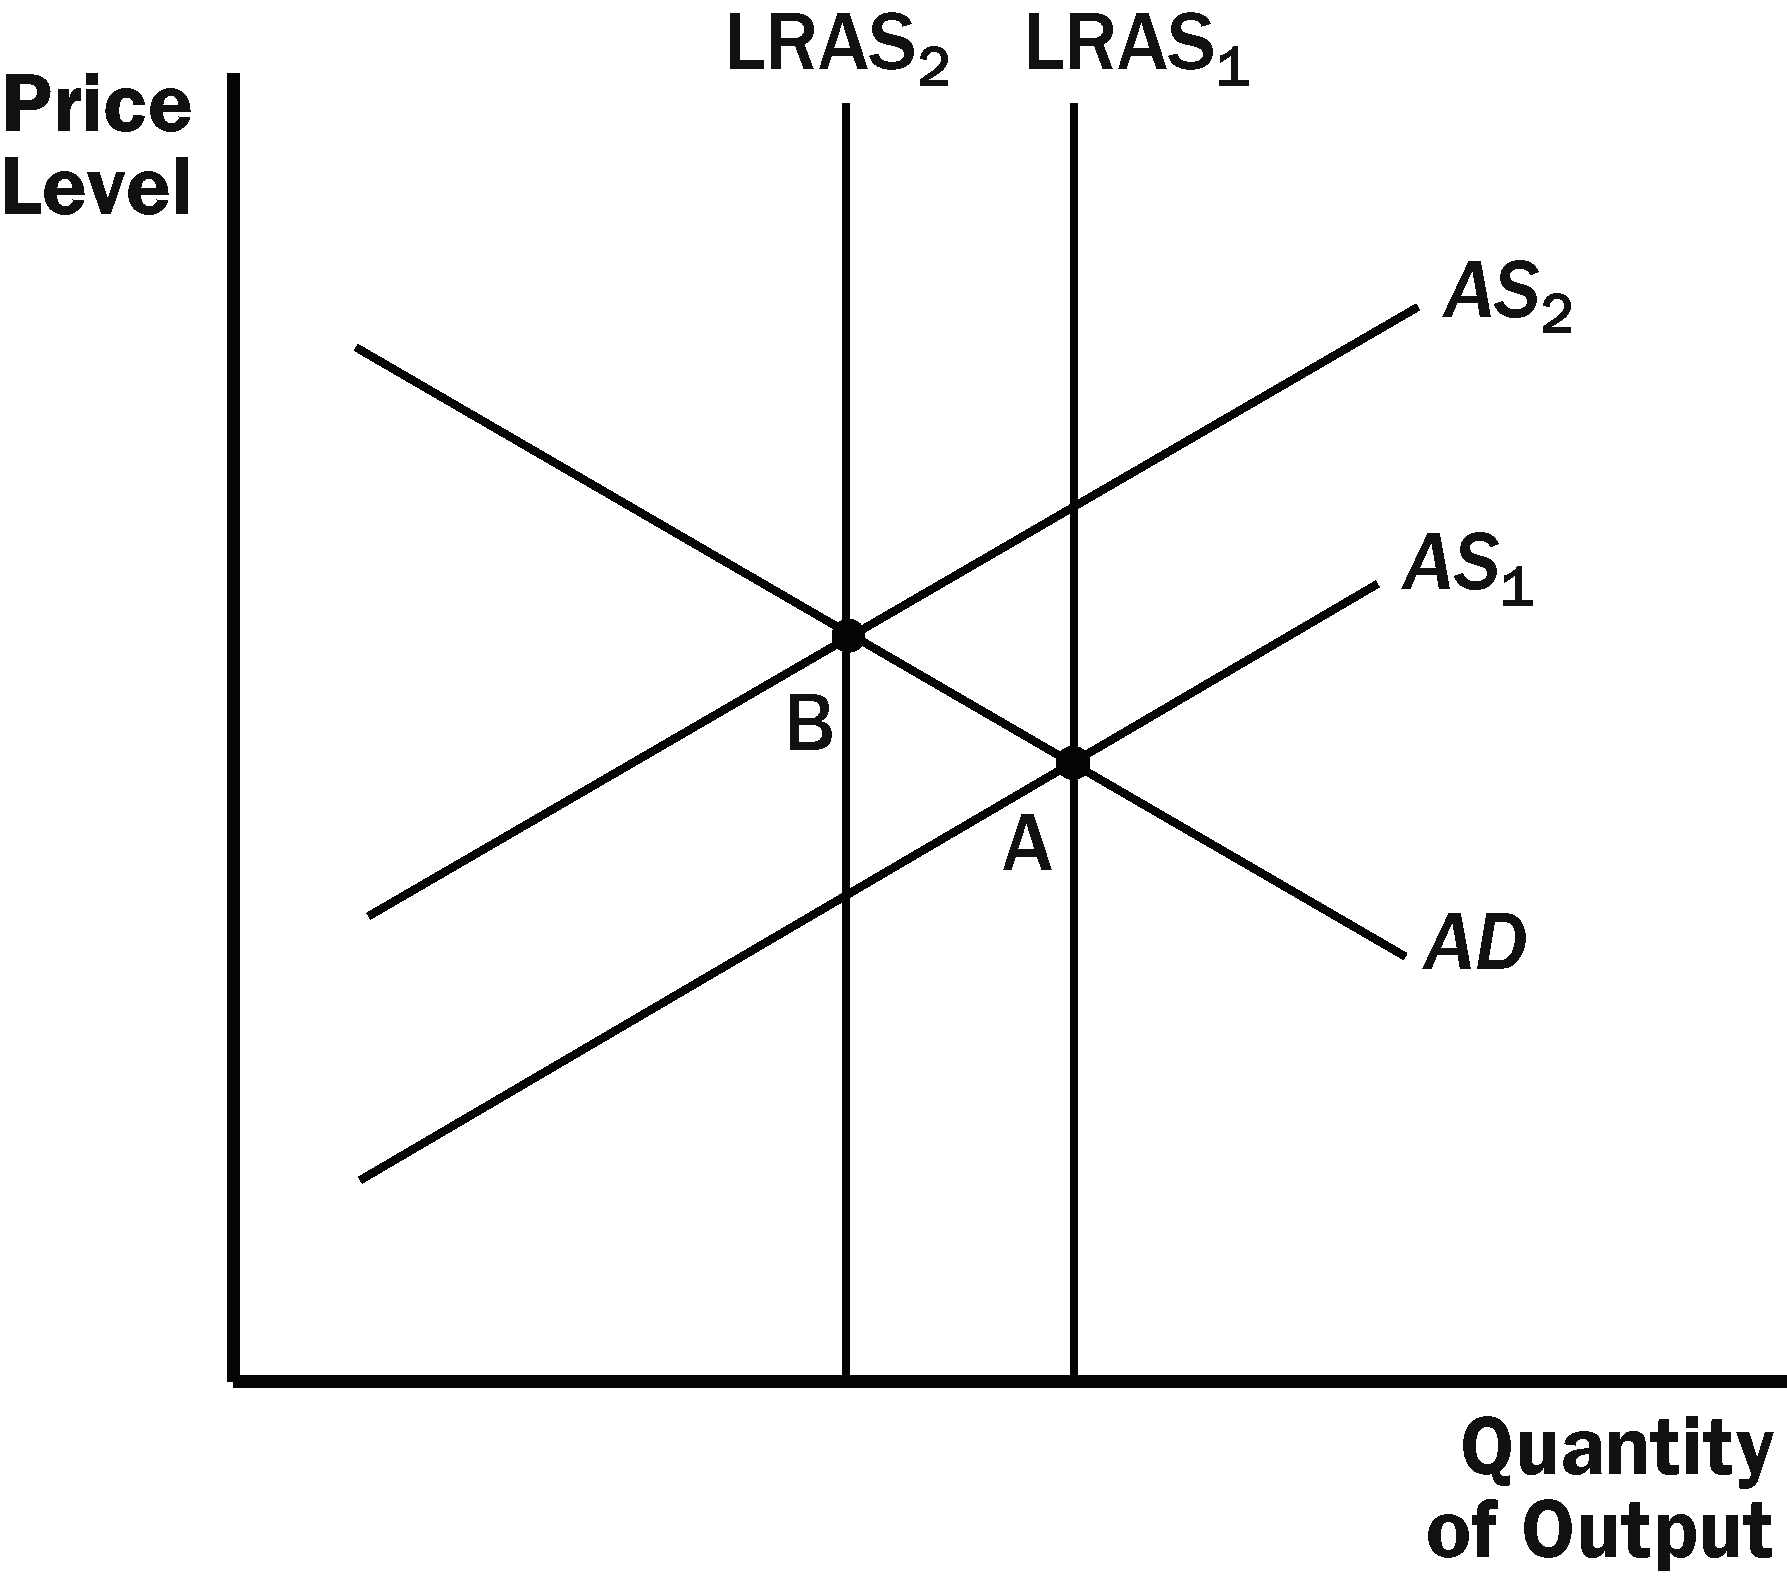 LRAS₂ LRAS₁
Price
Level
AS₂
AS₁
B
A
AD
Quantity
of Output